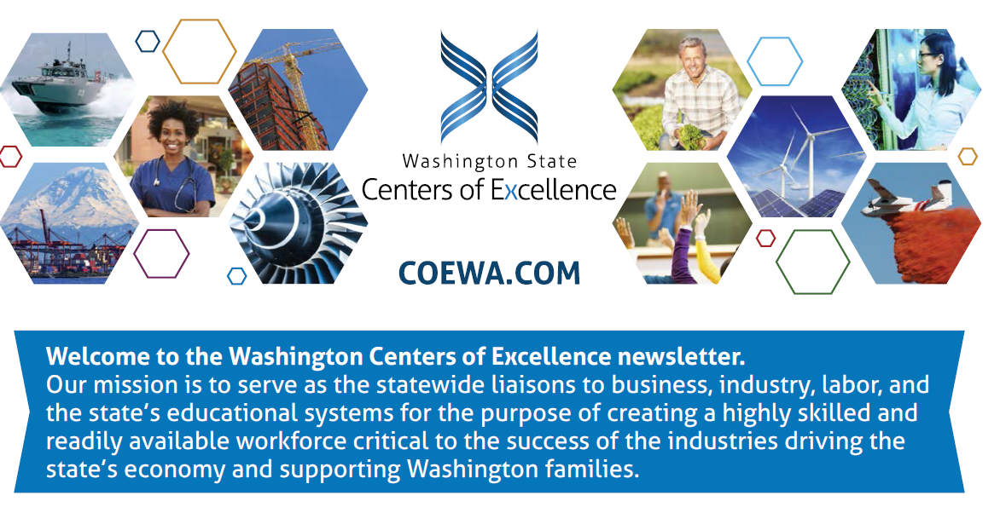 Washington State
Centers of Excellence
COEWA.COM
Welcome to the Washington Centers of Excellence newsletter.
Our mission is to serve as the statewide liaisons to business, industry, labor, and
the state's educational systems for the purpose of creating a highly skilled and
readily available workforce critical to the success of the industries driving the
state's economy and supporting Washington families.